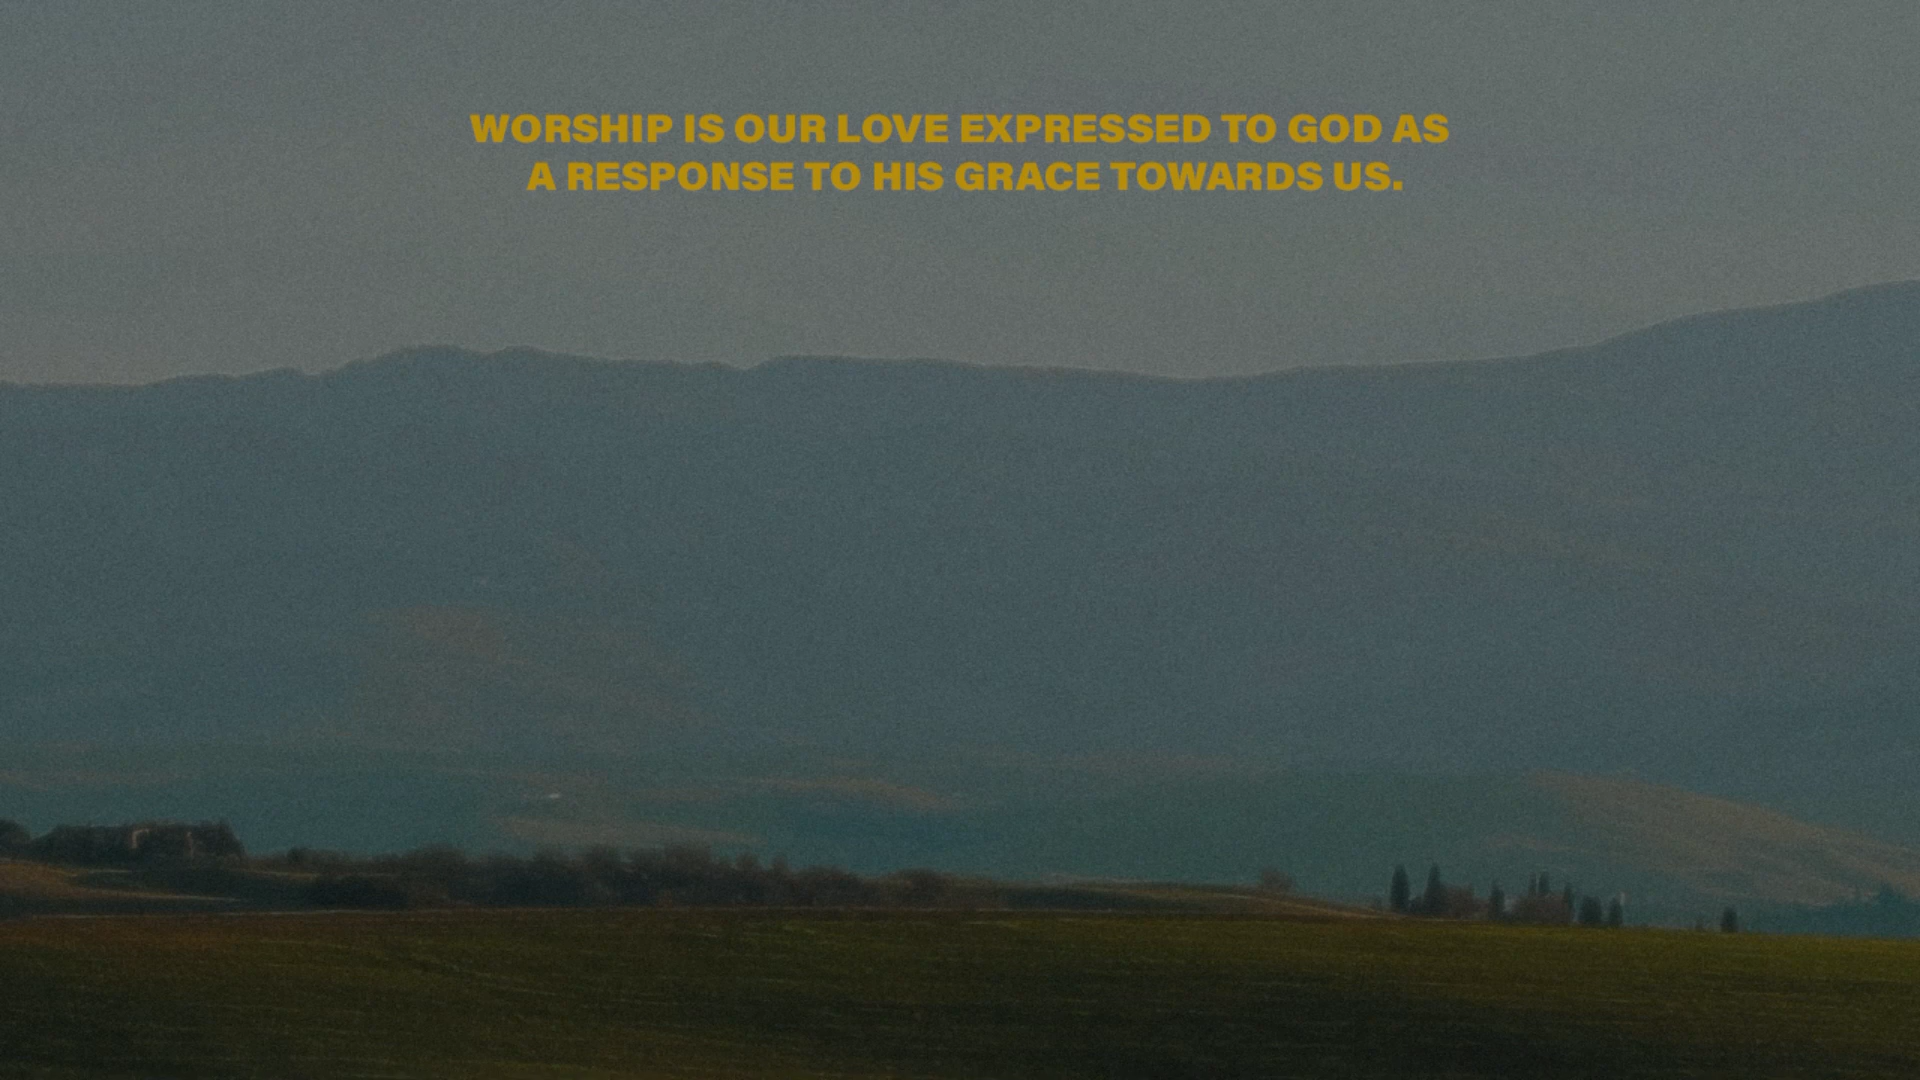 WORSHIP IS OUR LOVE EXPRESSED TO GOD AS
A RESPONSE TO HIS GRACE TOWARDS US.